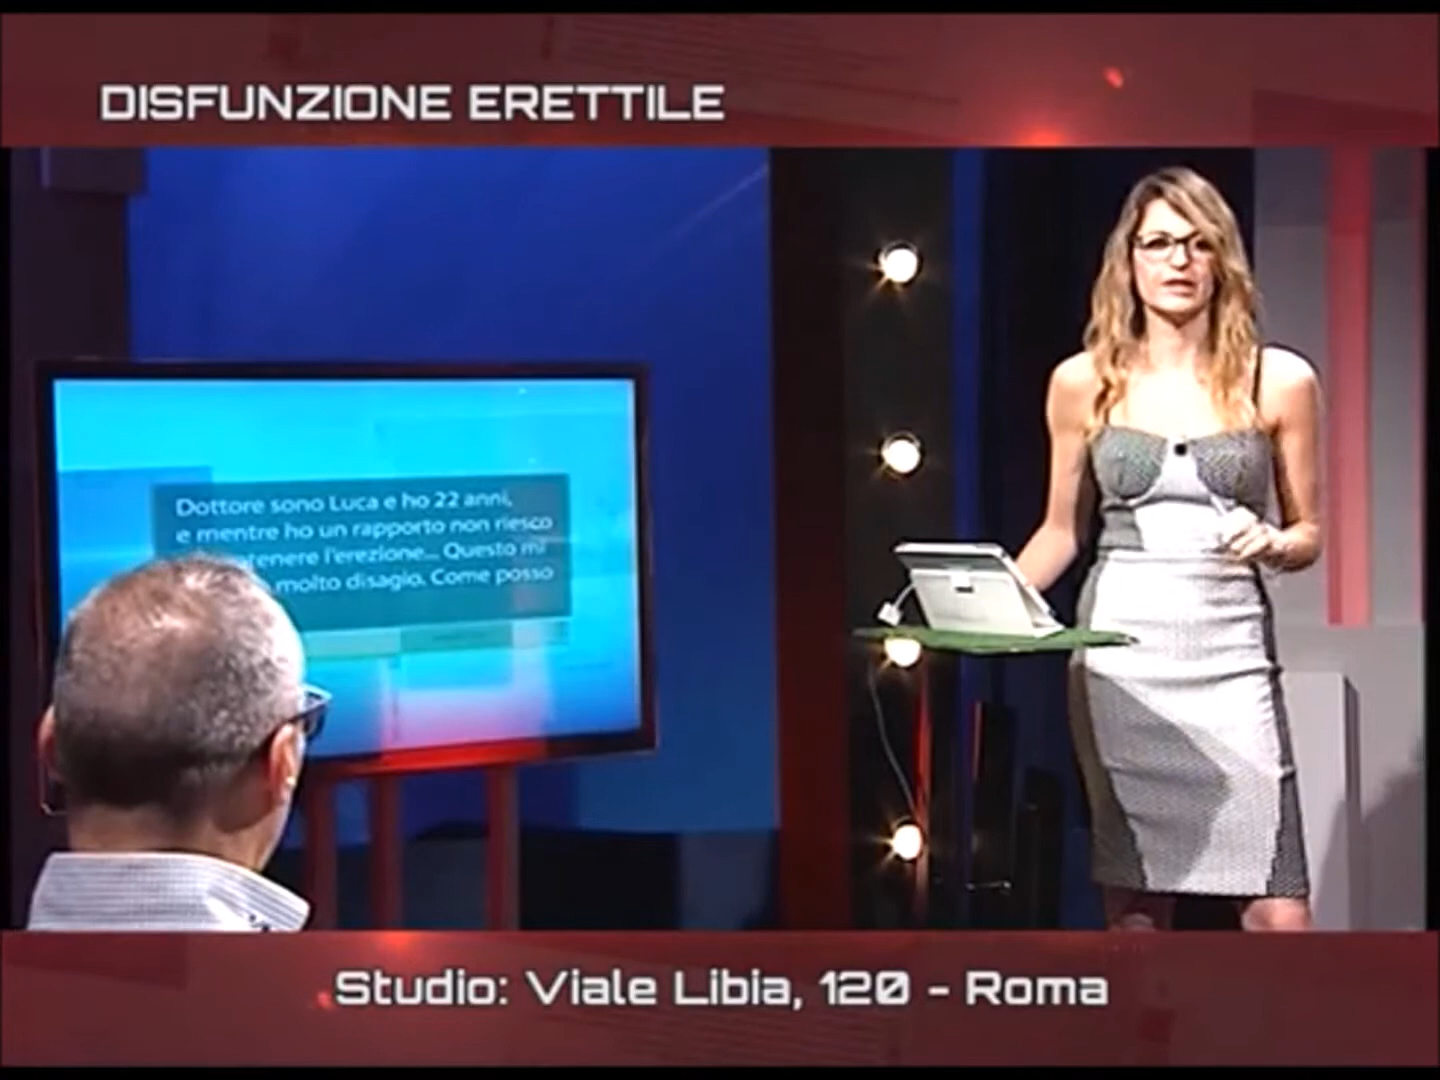 DISFUNZIONE ERETTILE
Dottore sono Luca e ho 22 anni,
e mentre ho un rapporto non riesco
l'erezione... Questo mi
molto disagio. Come posso
Studio: Viale Libia, 120 - Roma